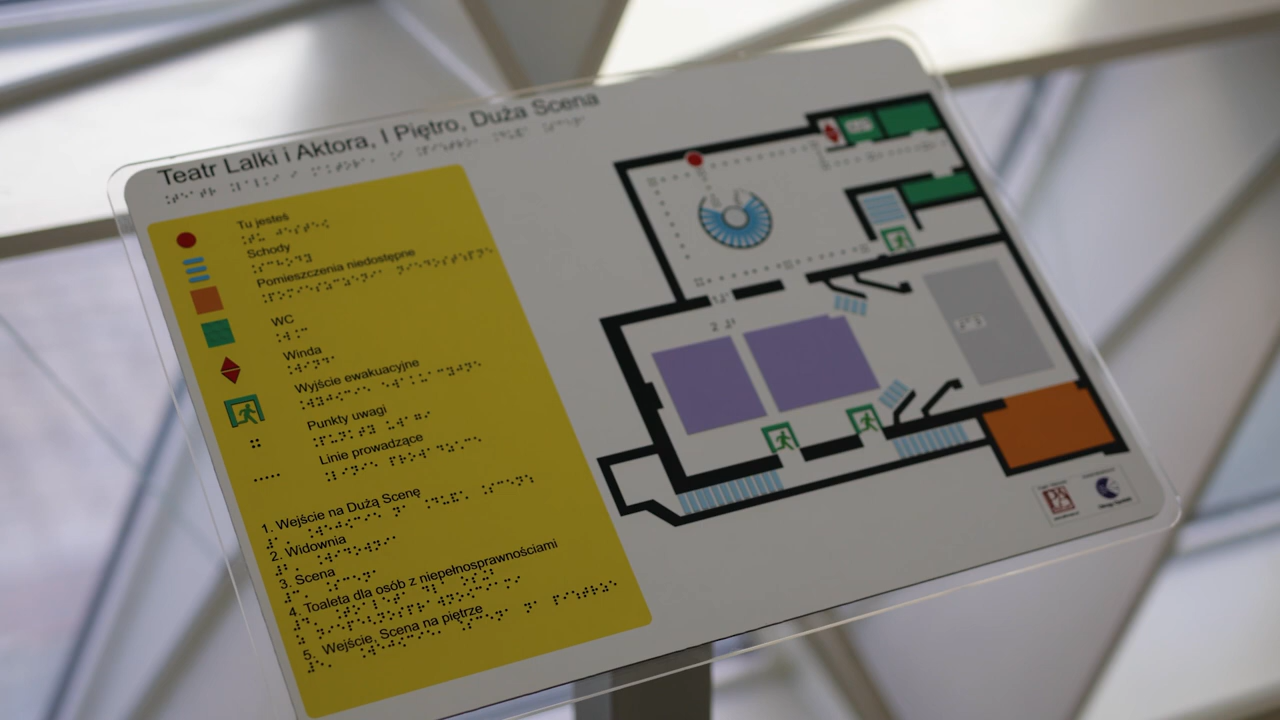 Teatr Lalki i Aktora, I Piętro, Duża Scena
Tu jesteś
Schody
Pomieszczenia niedostępne
WC
Winda
Wyjście ewakuacyjne
Punkty uwagi
Linie prowadzące
1. Wejście na Dużą Scenę
2. Widownia
3. Scena
4. Toaleta dla osób z niepełnosprawnościami
5. Wejście, Scena na piętrze